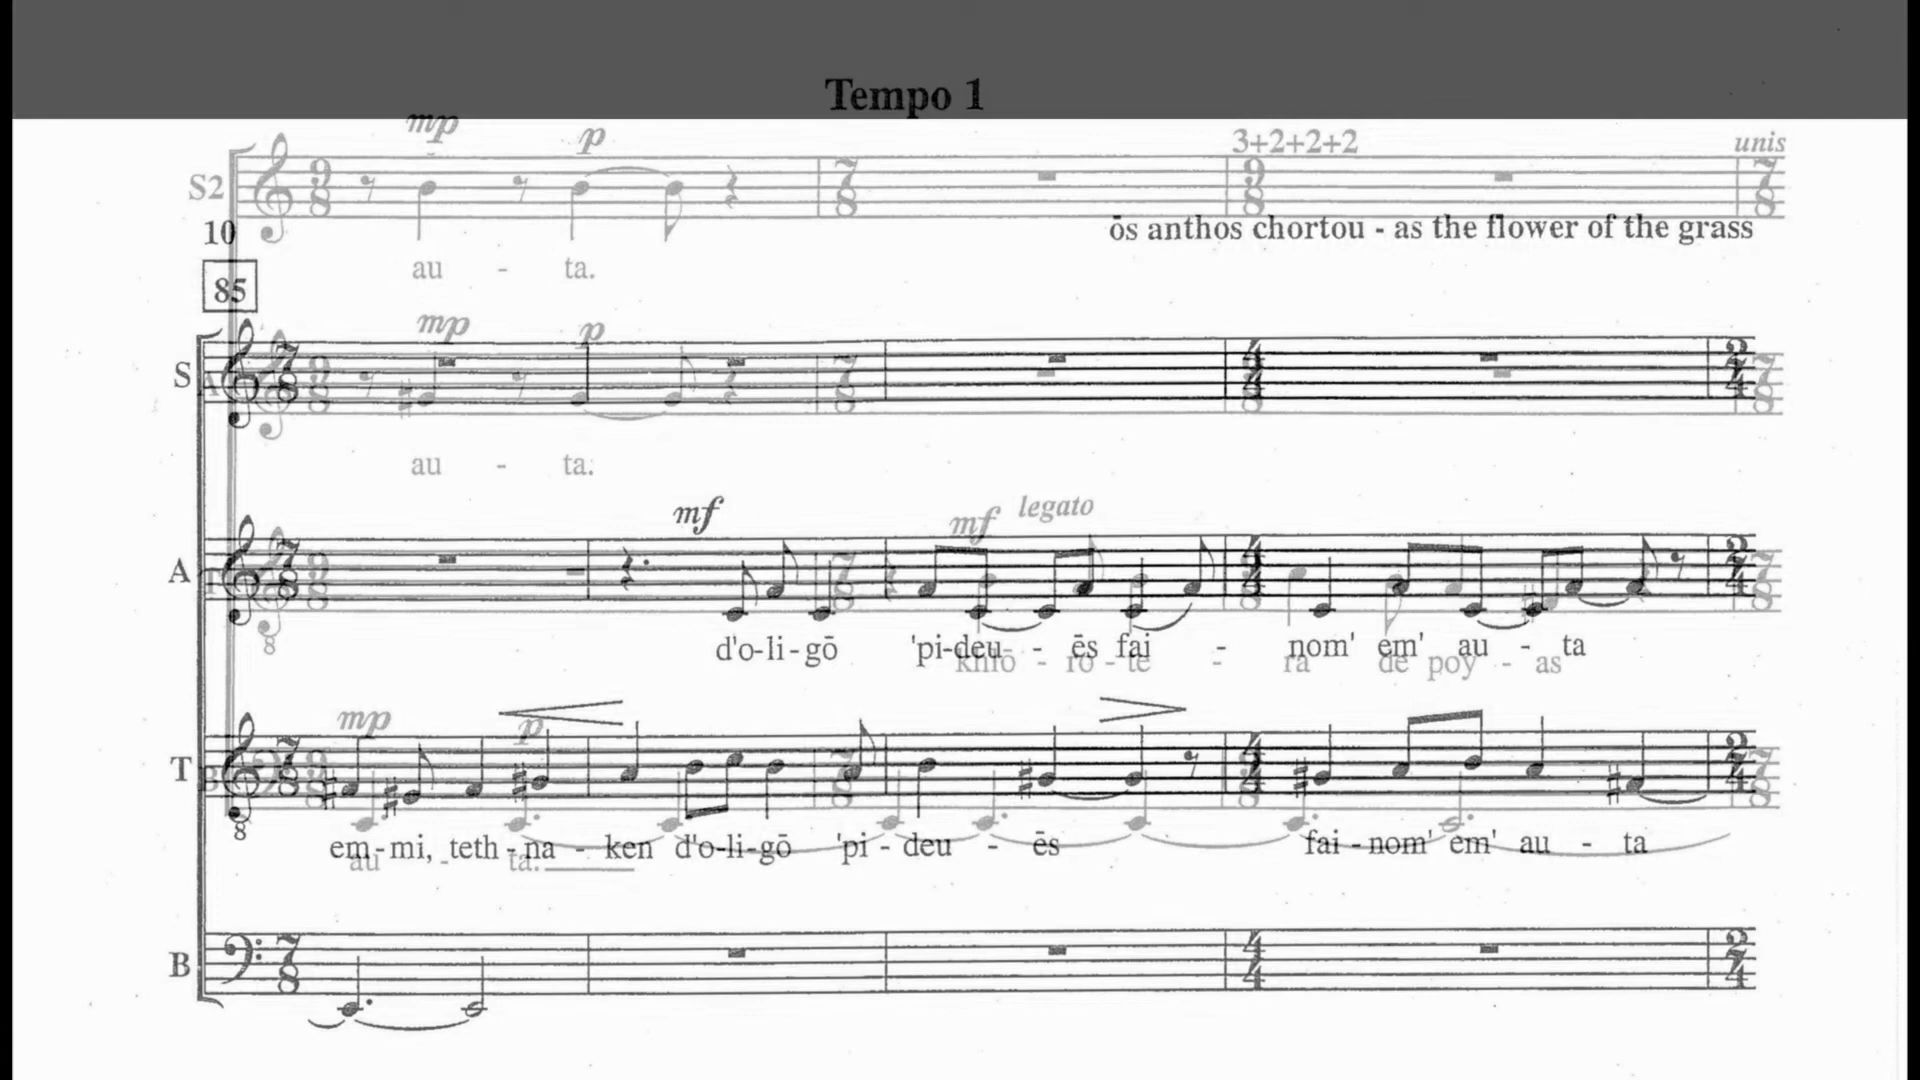 Tempo 1
mp p 3+2+2+2 unis
S2
10 ōs anthos chortou - as the flower of the grass
au - ta.
85
mp p
S A
au - ta.
mf mf legato
A T
d'o-li-gō 'pi-deu - ēs fai - nom' em' au - ta
khlō - rō - te - ra de poy - as
mp p
T B
em-mi, teth-na - ken d'o-li-gō 'pi - deu - ēs fai - nom' em' au - ta
au - ta.
B